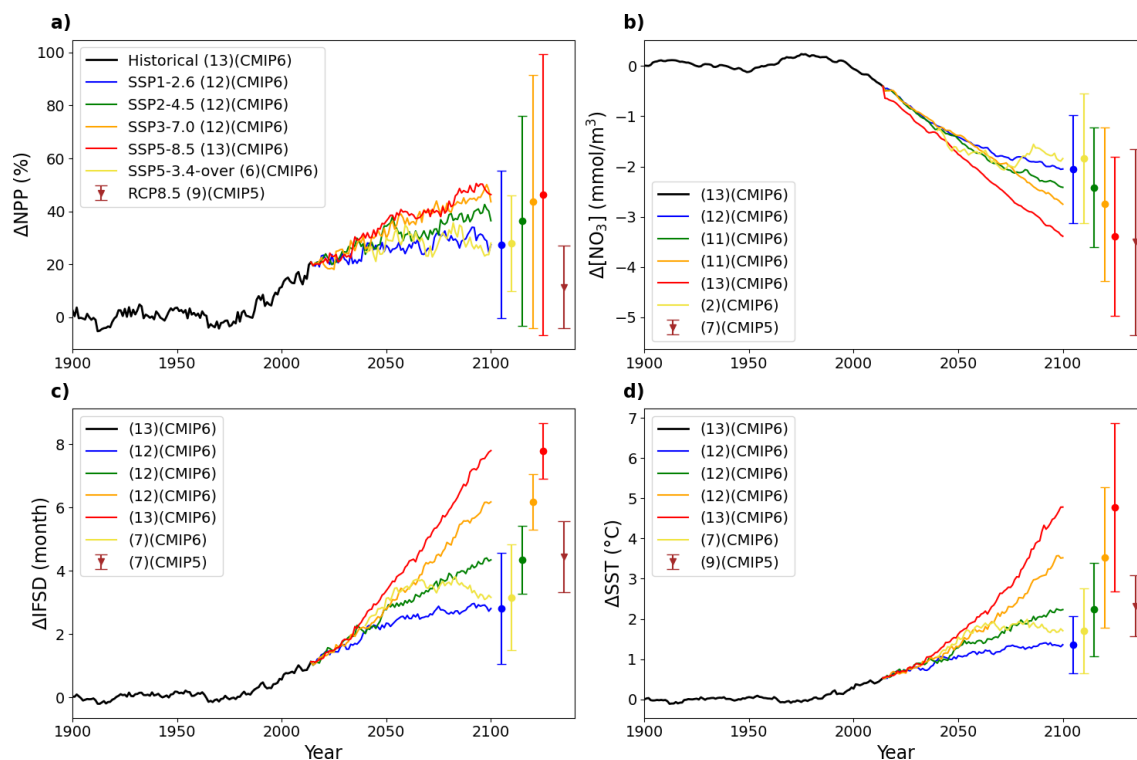 a)
ΔNPP (%)
100
80
60
40
20
0
Historical (13)(CMIP6)
SSP1-2.6 (12)(CMIP6)
SSP2-4.5 (12)(CMIP6)
SSP3-7.0 (12)(CMIP6)
SSP5-8.5 (13)(CMIP6)
SSP5-3.4-over (6)(CMIP6)
RCP8.5 (9)(CMIP5)
1900 1950 2000 2050 2100
b)
Δ[NO₃] (mmol/m³)
0
−1
−2
−3
−4
−5
(13)(CMIP6)
(12)(CMIP6)
(11)(CMIP6)
(11)(CMIP6)
(13)(CMIP6)
(2)(CMIP6)
(7)(CMIP5)
1900 1950 2000 2050 2100
c)
ΔIFSD (month)
8
6
4
2
0
(13)(CMIP6)
(12)(CMIP6)
(12)(CMIP6)
(12)(CMIP6)
(13)(CMIP6)
(7)(CMIP6)
(7)(CMIP5)
1900 1950 2000 2050 2100
Year
d)
ΔSST (°C)
7
6
5
4
3
2
1
0
(13)(CMIP6)
(12)(CMIP6)
(12)(CMIP6)
(12)(CMIP6)
(13)(CMIP6)
(7)(CMIP6)
(9)(CMIP5)
1900 1950 2000 2050 2100
Year